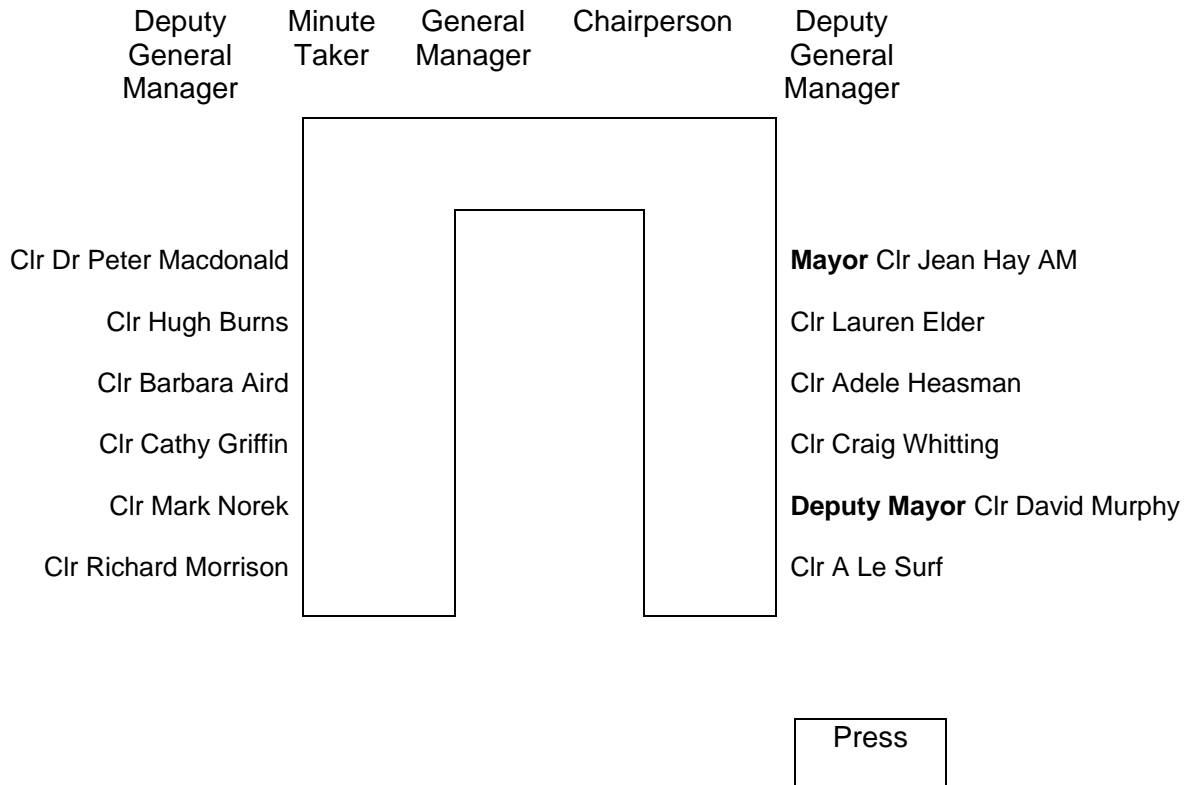 Deputy Minute General Chairperson Deputy
General Taker Manager General
Manager Manager
Clr Dr Peter Macdonald Mayor Clr Jean Hay AM
Clr Hugh Burns Clr Lauren Elder
Clr Barbara Aird Clr Adele Heasman
Clr Cathy Griffin Clr Craig Whitting
Clr Mark Norek Deputy Mayor Clr David Murphy
Clr Richard Morrison Clr A Le Surf
Press